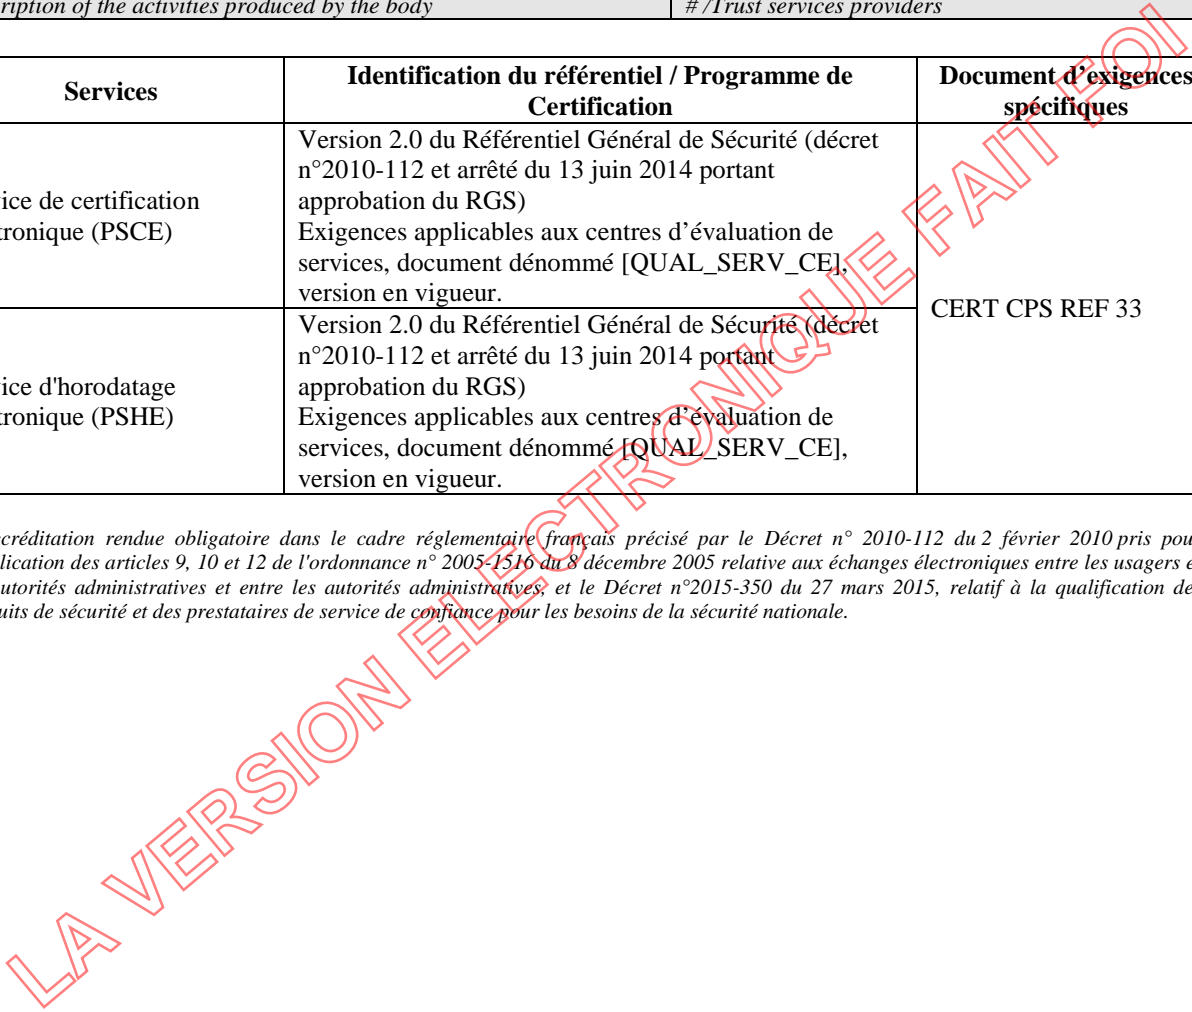 ription of the activities produced by the body # /Trust services providers
Services
Identification du référentiel / Programme de
Certification
Document d’exigences
spécifiques
ice de certification
tronique (PSCE)
Version 2.0 du Référentiel Général de Sécurité (décret
n°2010-112 et arrêté du 13 juin 2014 portant
approbation du RGS)
Exigences applicables aux centres d’évaluation de
services, document dénommé [QUAL_SERV_CE],
version en vigueur.
CERT CPS REF 33
ice d'horodatage
tronique (PSHE)
Version 2.0 du Référentiel Général de Sécurité (décret
n°2010-112 et arrêté du 13 juin 2014 portant
approbation du RGS)
Exigences applicables aux centres d’évaluation de
services, document dénommé [QUAL_SERV_CE],
version en vigueur.
créditation rendue obligatoire dans le cadre réglementaire français précisé par le Décret n° 2010-112 du 2 février 2010 pris pou
lication des articles 9, 10 et 12 de l'ordonnance n° 2005-1516 du 8 décembre 2005 relative aux échanges électroniques entre les usagers e
utorités administratives et entre les autorités administratives, et le Décret n°2015-350 du 27 mars 2015, relatif à la qualification de
uits de sécurité et des prestataires de service de confiance pour les besoins de la sécurité nationale.
LA VERSION ELECTRONIQUE FAIT FOI